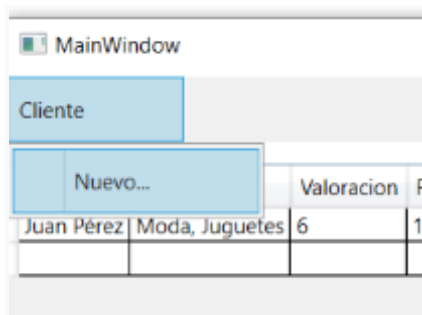 MainWindow
Cliente
Nuevo...
Valoracion
Juan Pérez Moda, Juguetes 6 1